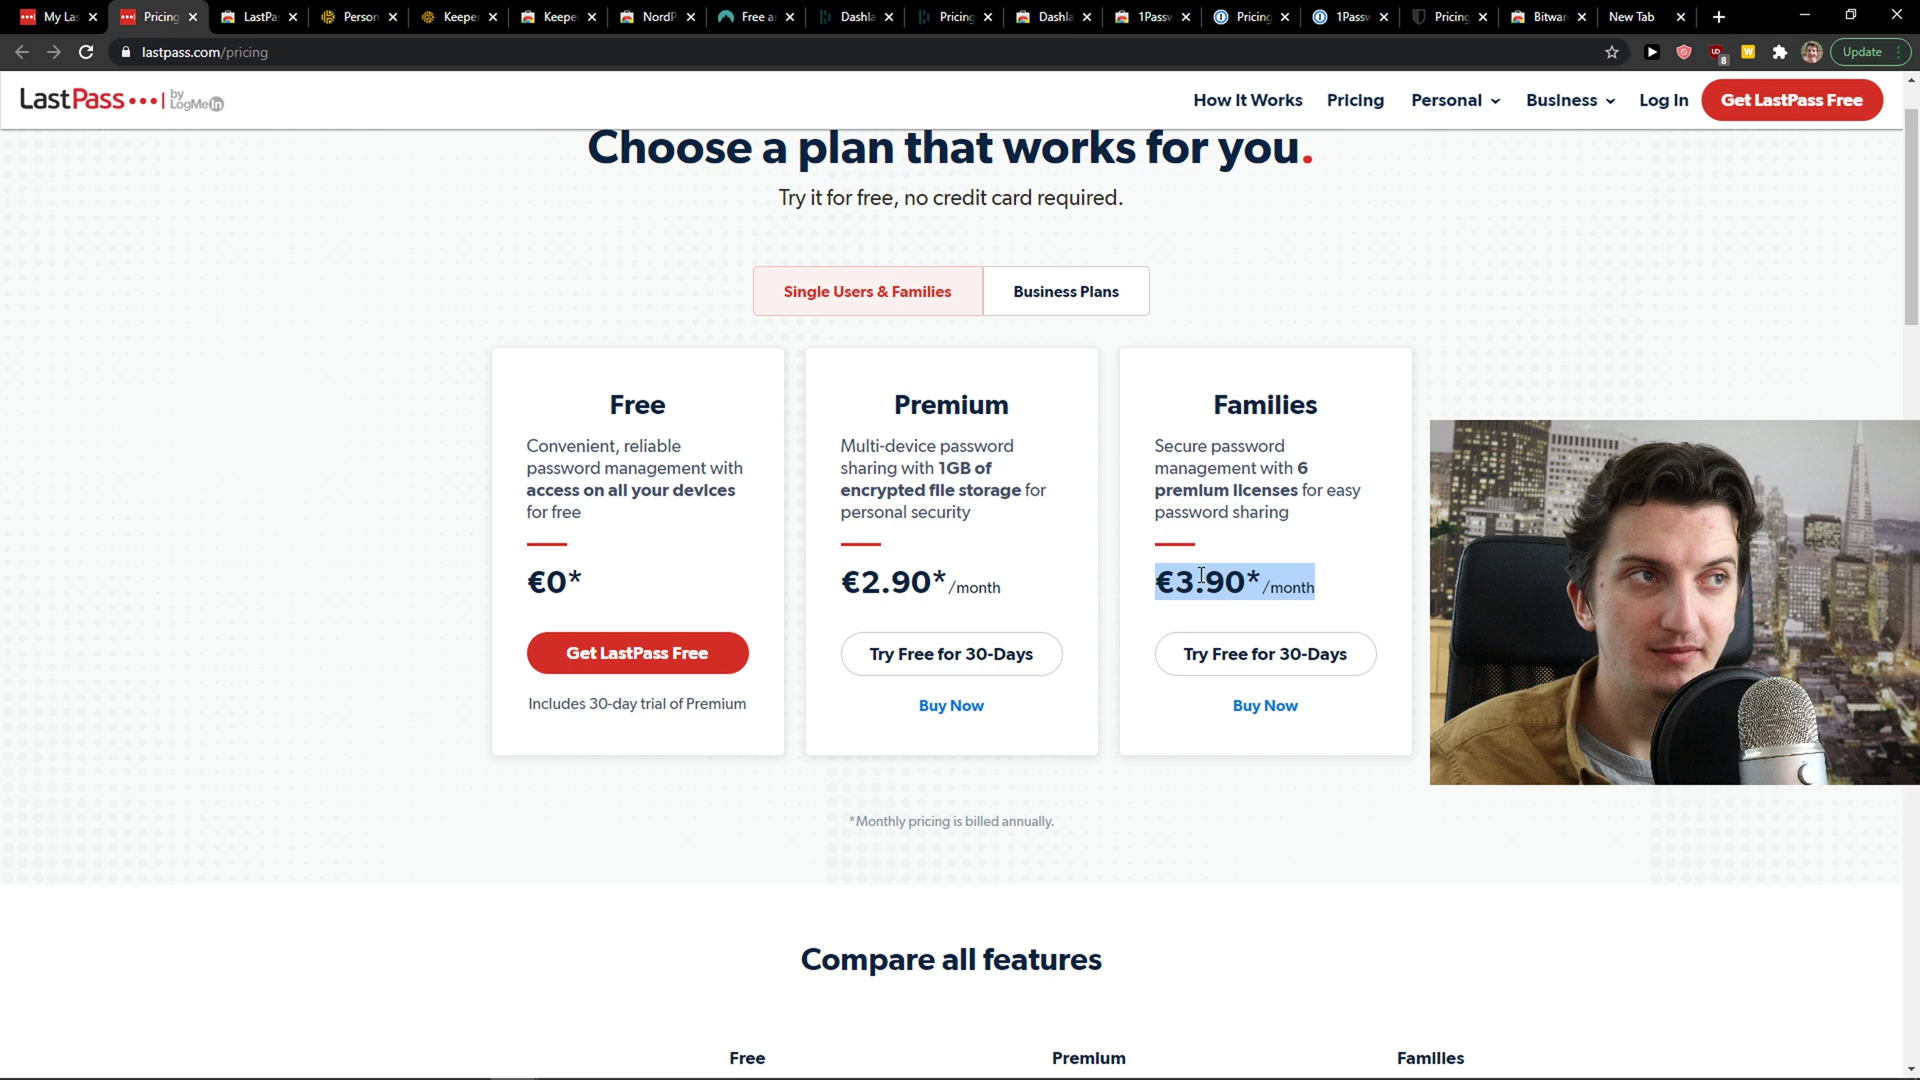 My Las
Pricing
LastPa
Person
Keeper
Keepe
NordP
Free a
Dashla
Pricing
Dashla
1Passw
Pricing
1Passw
Pricing
Bitwar
New Tab
lastpass.com/pricing
8
W
Update
LastPass by LogMeIn
How It Works
Pricing
Personal
Business
Log In
Get LastPass Free
Choose a plan that works for you.
Try it for free, no credit card required.
Single Users & Families
Business Plans
Free
Convenient, reliable
password management with
access on all your devices
for free
€0*
Get LastPass Free
Includes 30-day trial of Premium
Premium
Multi-device password
sharing with 1GB of
encrypted file storage for
personal security
€2.90* /month
Try Free for 30-Days
Buy Now
Families
Secure password
management with 6
premium licenses for easy
password sharing
€3.90* /month
Try Free for 30-Days
Buy Now
*Monthly pricing is billed annually.
Compare all features
Free
Premium
Families